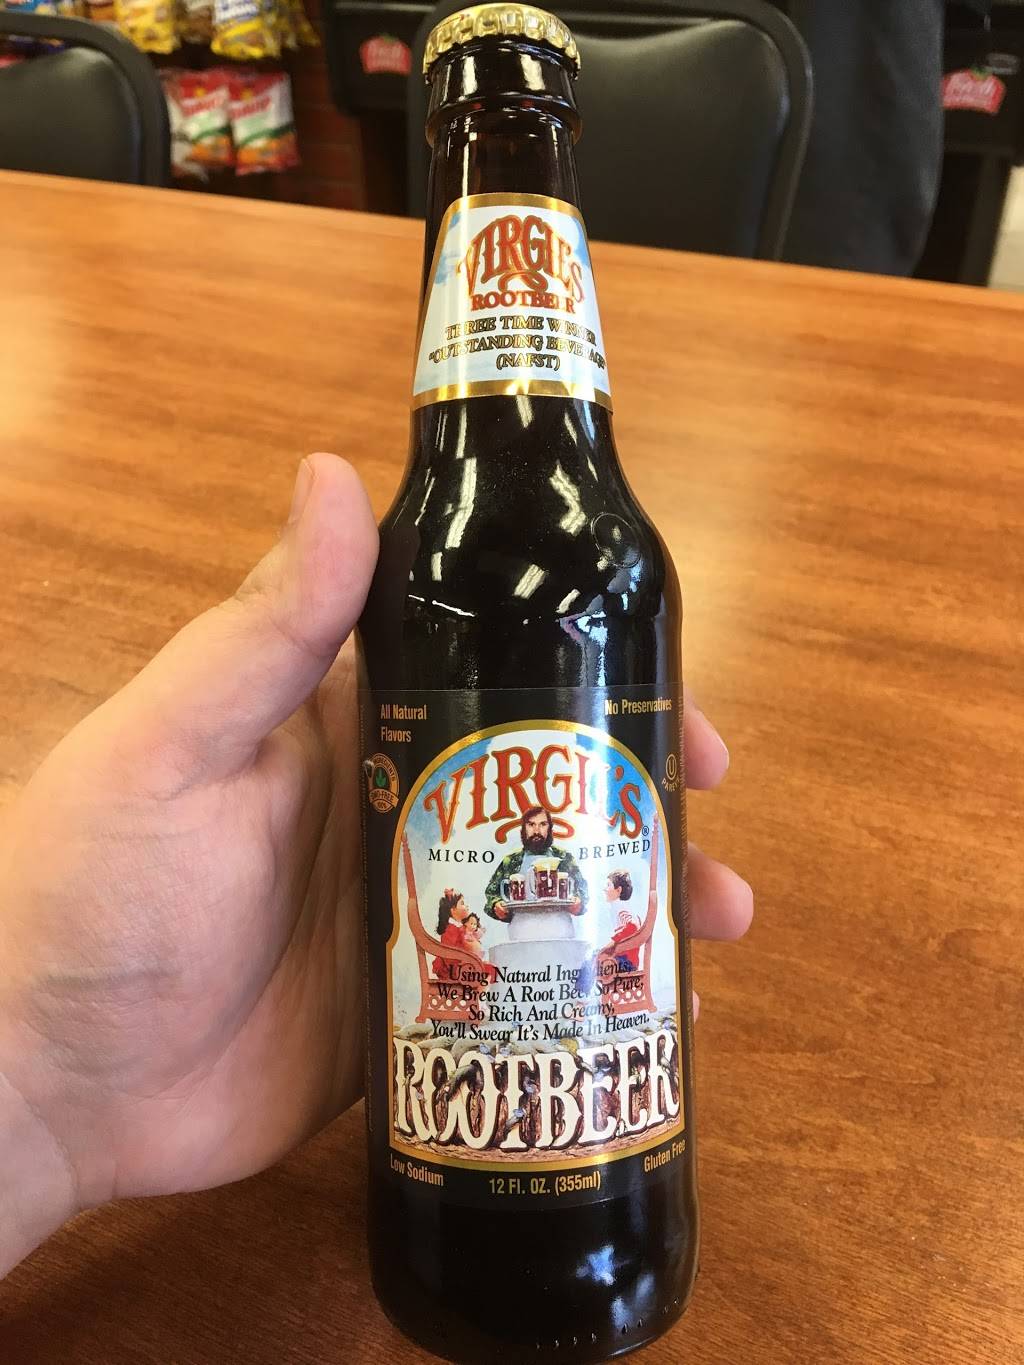 VIRGIL'S
ROOTBEER
THREE TIME WINNER
"OUTSTANDING BEVERAGE"
(NAFST)
All Natural
Flavors
No Preservatives
VIRGIL'S®
MICRO BREWED
U
Using Natural Ingredients,
We Brew A Root Beer So Pure,
So Rich And Creamy,
You'll Swear It's Made In Heaven.
ROOTBEER
Low Sodium
12 Fl. OZ. (355ml)
Gluten Free